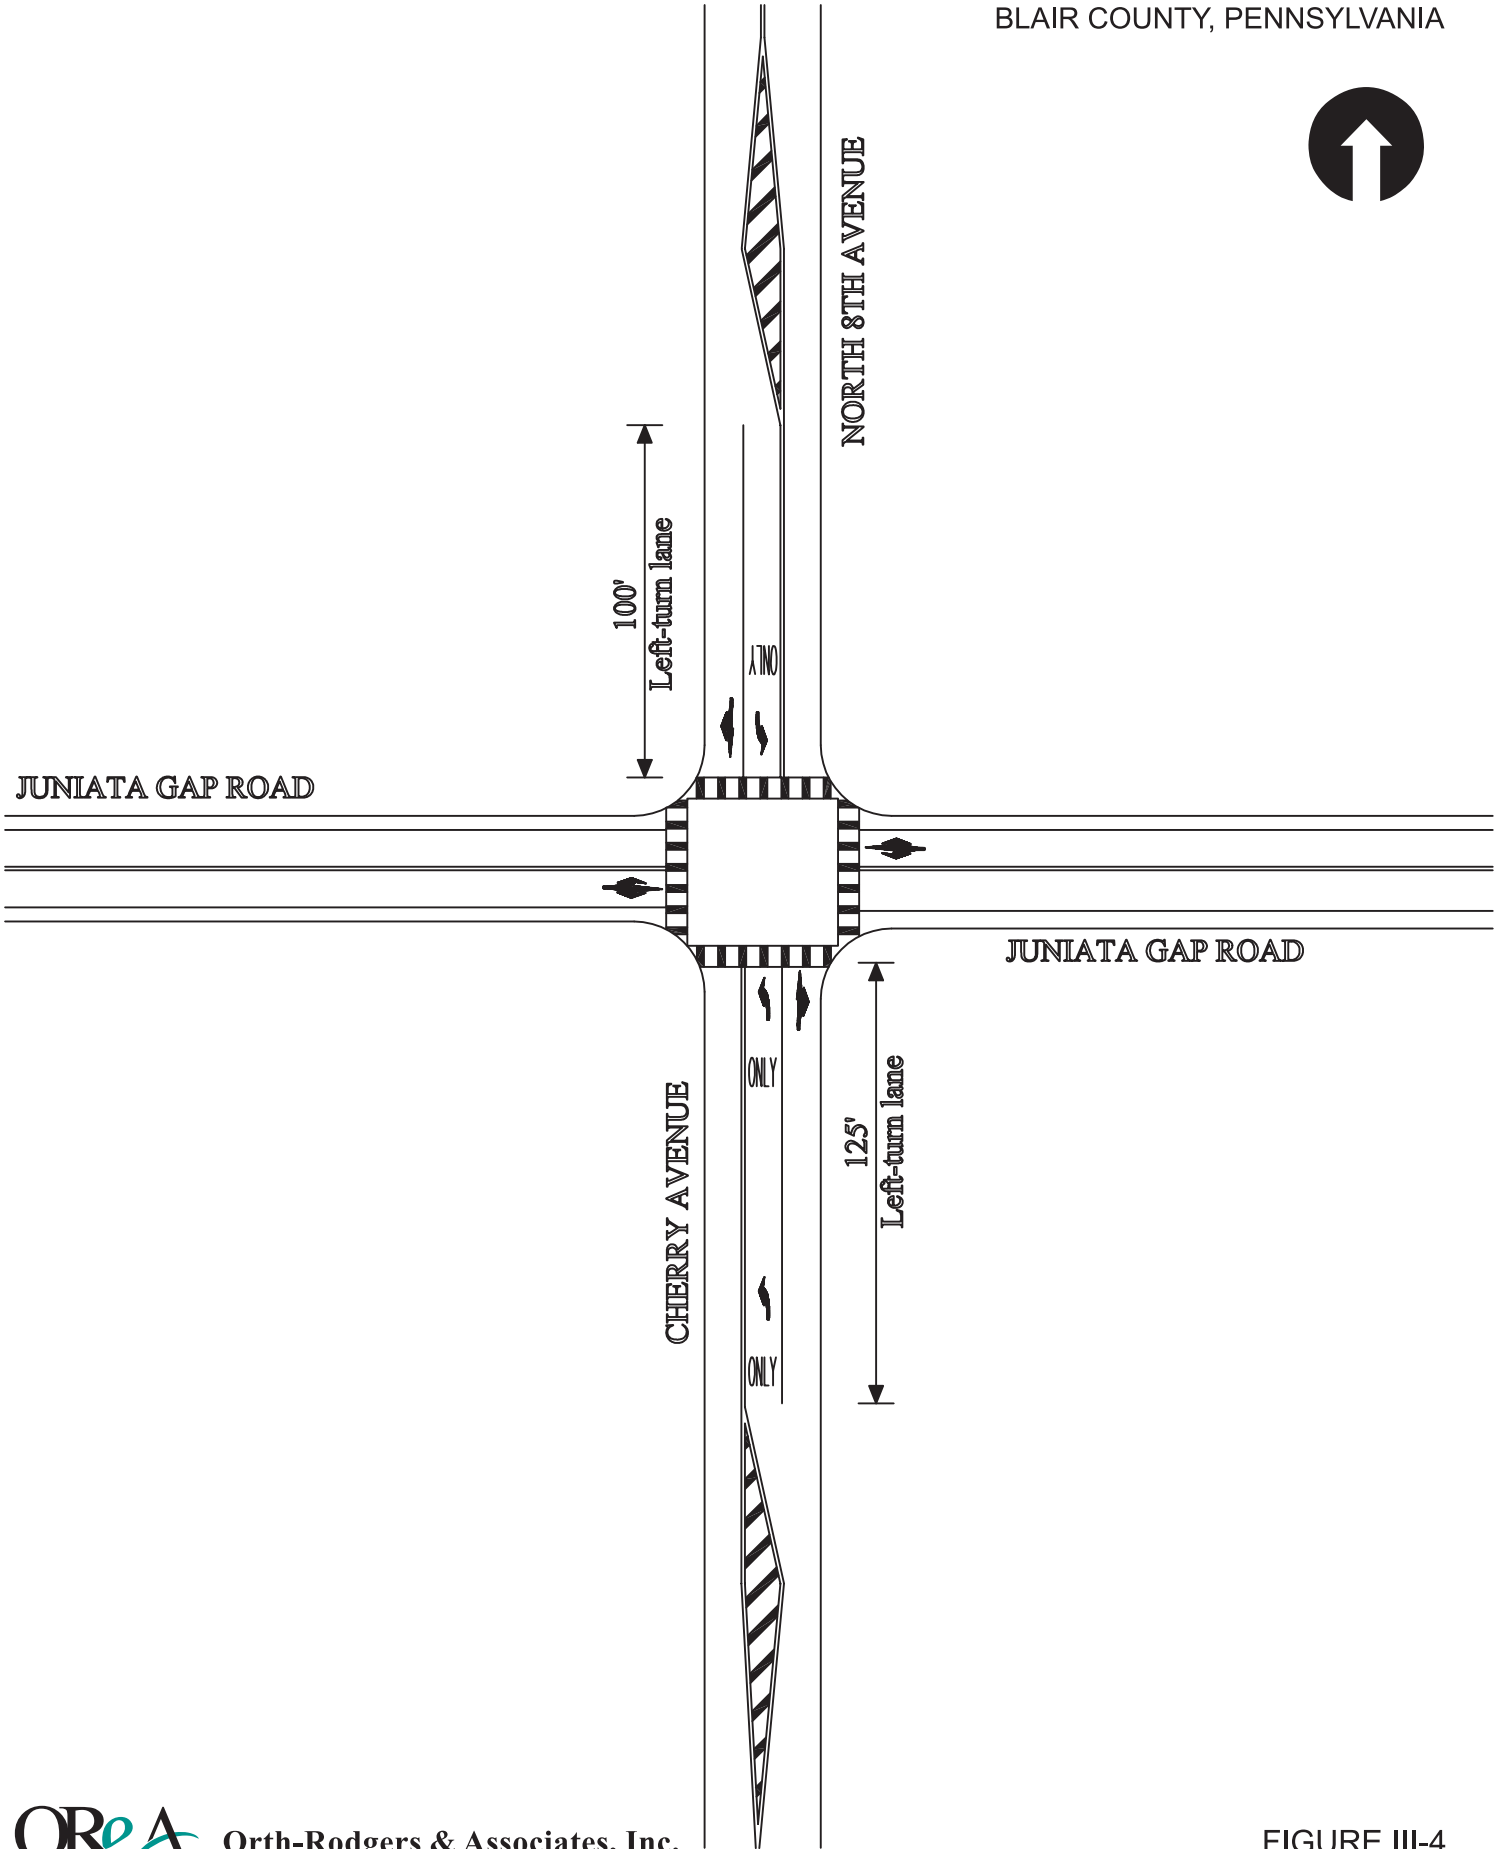 BLAIR COUNTY, PENNSYLVANIA
NORTH 8TH AVENUE
100'
Left-turn lane
ONLY
JUNIATA GAP ROAD
JUNIATA GAP ROAD
ONLY
CHERRY AVENUE
125'
Left-turn lane
ONLY
OReA Orth-Rodgers & Associates, Inc.
FIGURE III-4